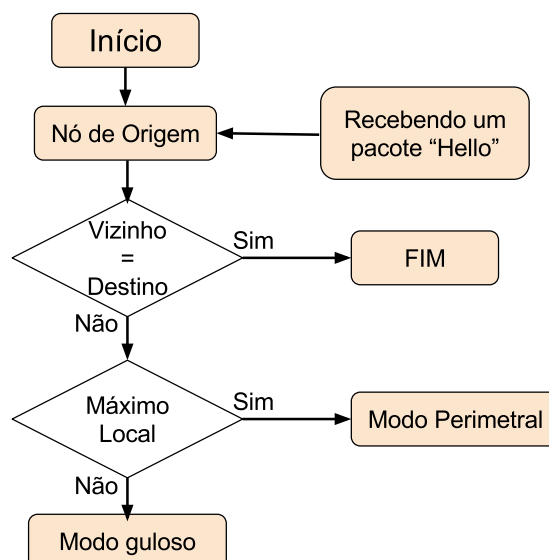 Início
Nó de Origem
Recebendo um
pacote “Hello”
Vizinho
=
Destino
Sim
FIM
Não
Máximo
Local
Sim
Modo Perimetral
Não
Modo guloso